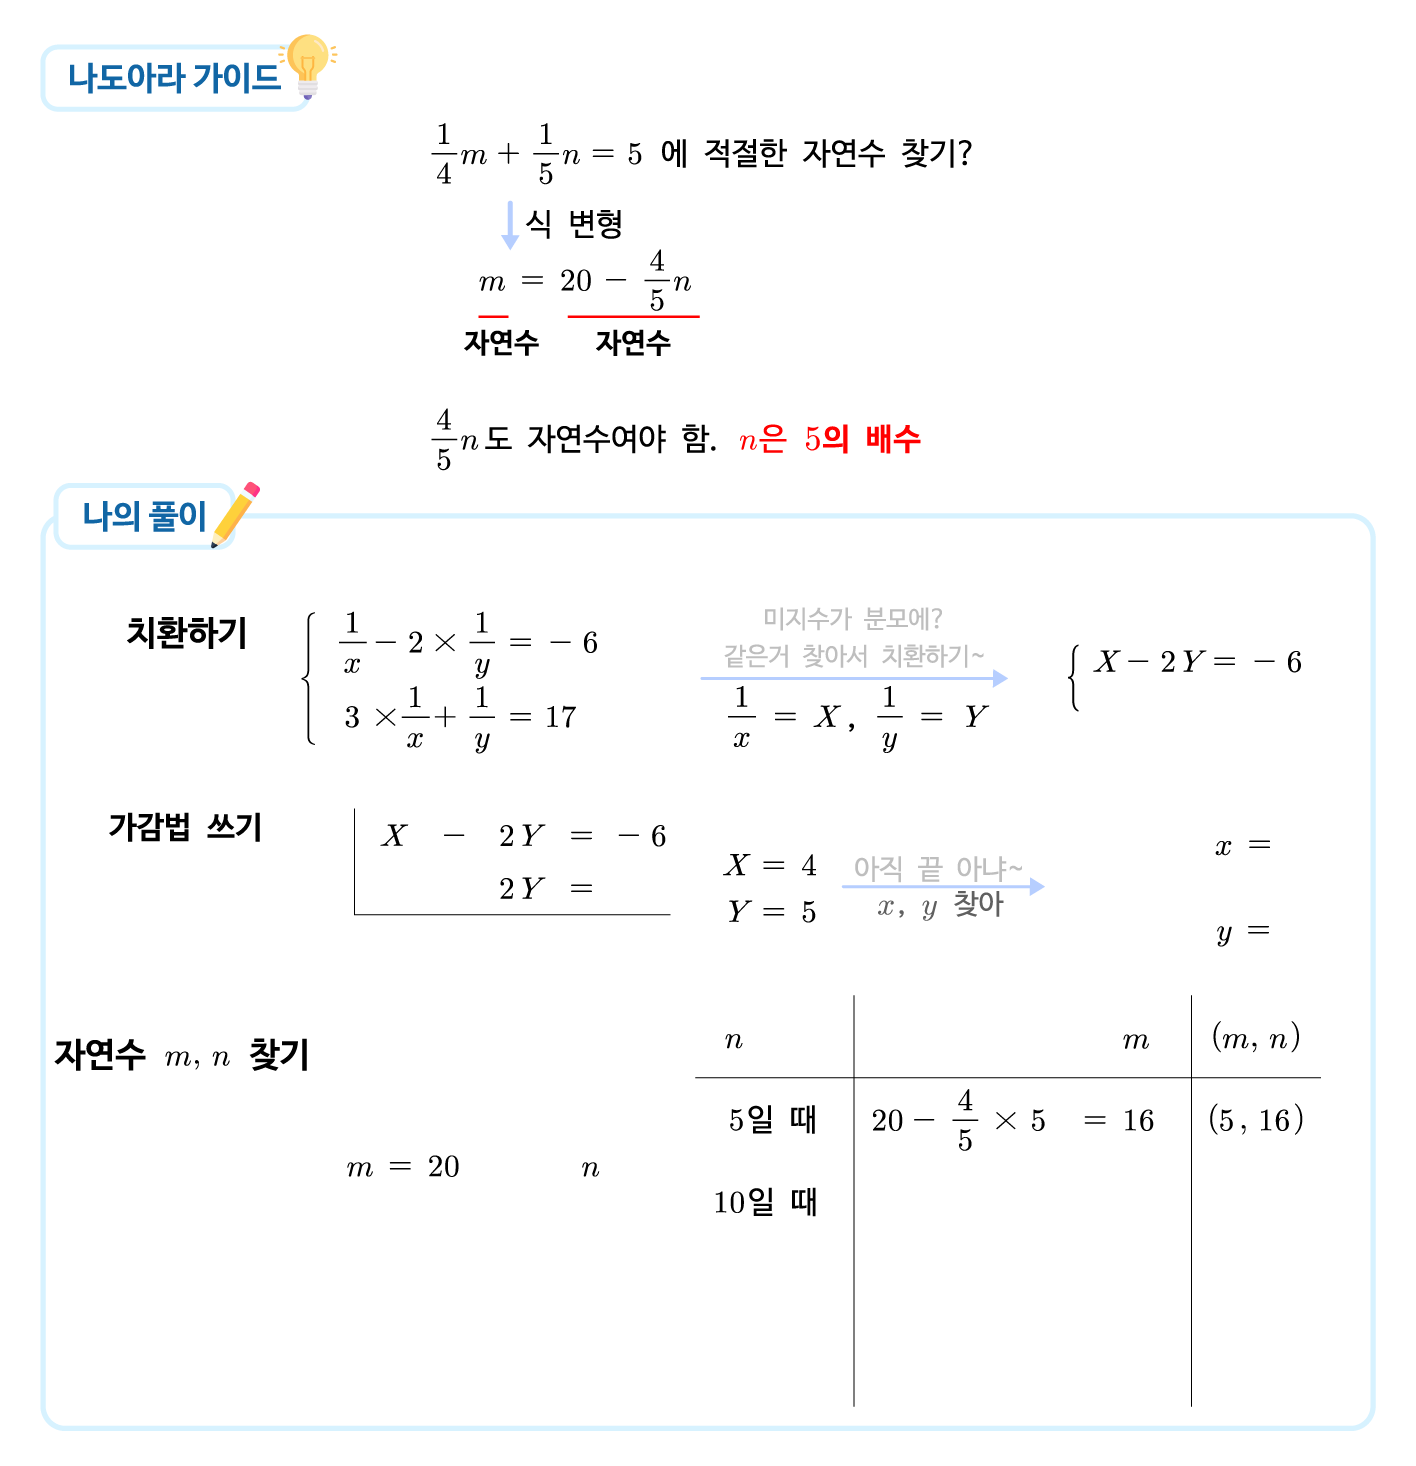 나도아라 가이드
1/4 m + 1/5 n = 5 에 적절한 자연수 찾기?
식 변형
m = 20 − 4/5 n
자연수 자연수
4/5 n도 자연수여야 함. n은 5의 배수
나의 풀이
치환하기
1/x − 2 × 1/y = − 6
3 × 1/x + 1/y = 17
미지수가 분모에?
같은거 찾아서 치환하기~
1/x = X, 1/y = Y
X − 2Y = − 6
가감법 쓰기
X − 2Y = − 6
2Y =
X = 4
Y = 5
아직 끝 아냐~
x, y 찾아
x =
y =
자연수 m, n 찾기
m = 20 n
n m (m, n)
5일 때 20 − 4/5 × 5 = 16 (5, 16)
10일 때